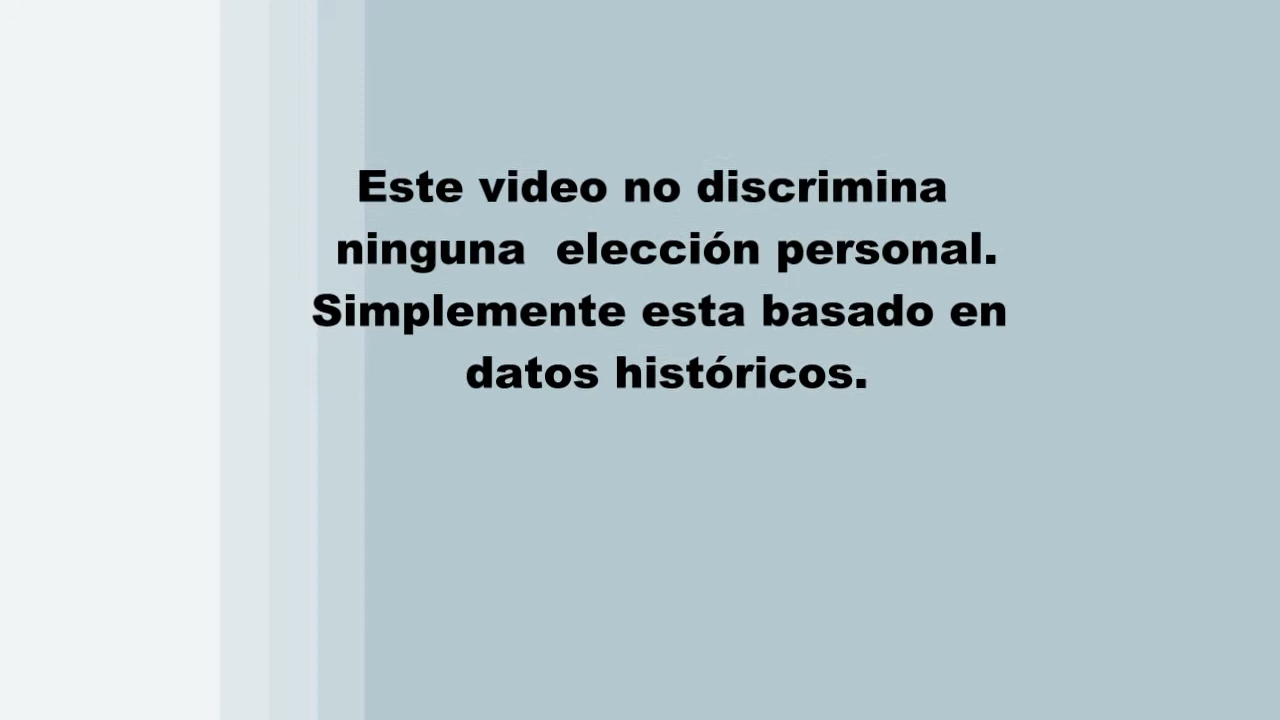 Este video no discrimina
ninguna elección personal.
Simplemente esta basado en
datos históricos.